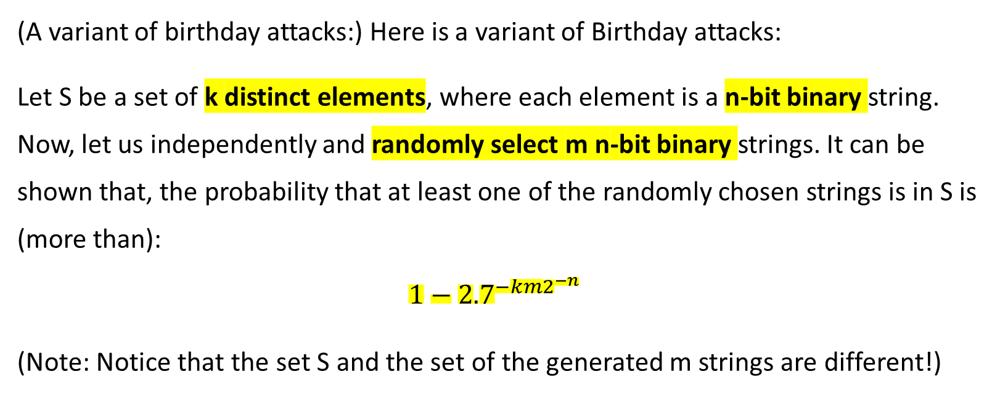 (A variant of birthday attacks:) Here is a variant of Birthday attacks:
Let S be a set of k distinct elements, where each element is a n-bit binary string.
Now, let us independently and randomly select m n-bit binary strings. It can be
shown that, the probability that at least one of the randomly chosen strings is in S is
(more than):
$1 - 2.7^{-km2^{-n}}$
(Note: Notice that the set S and the set of the generated m strings are different!)